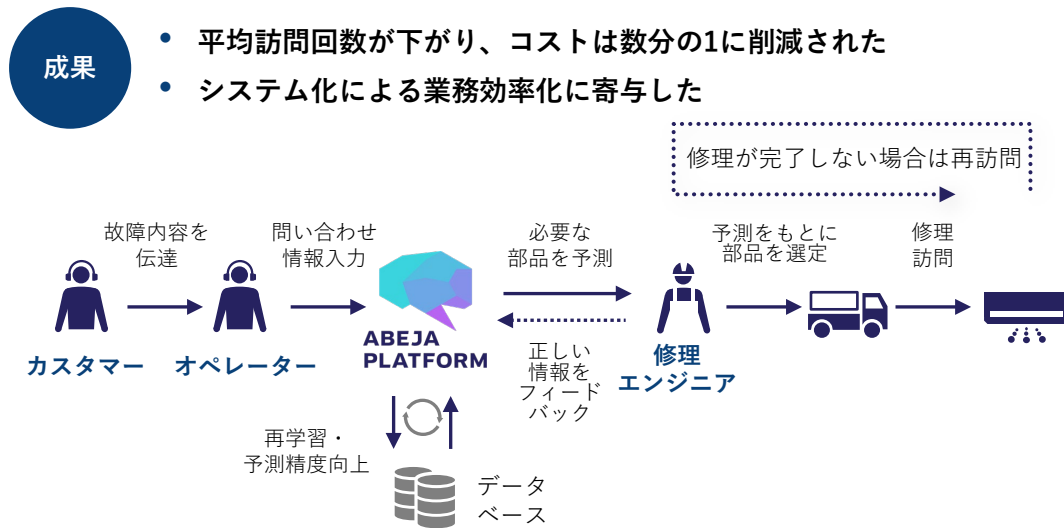 成果
• 平均訪問回数が下がり、コストは数分の1に削減された
• システム化による業務効率化に寄与した
修理が完了しない場合は再訪問
故障内容を
伝達
問い合わせ
情報入力
必要な
部品を予測
予測をもとに
部品を選定
修理
訪問
カスタマー
オペレーター
ABEJA
PLATFORM
正しい
情報を
フィード
バック
修理
エンジニア
再学習・
予測精度向上
データ
ベース